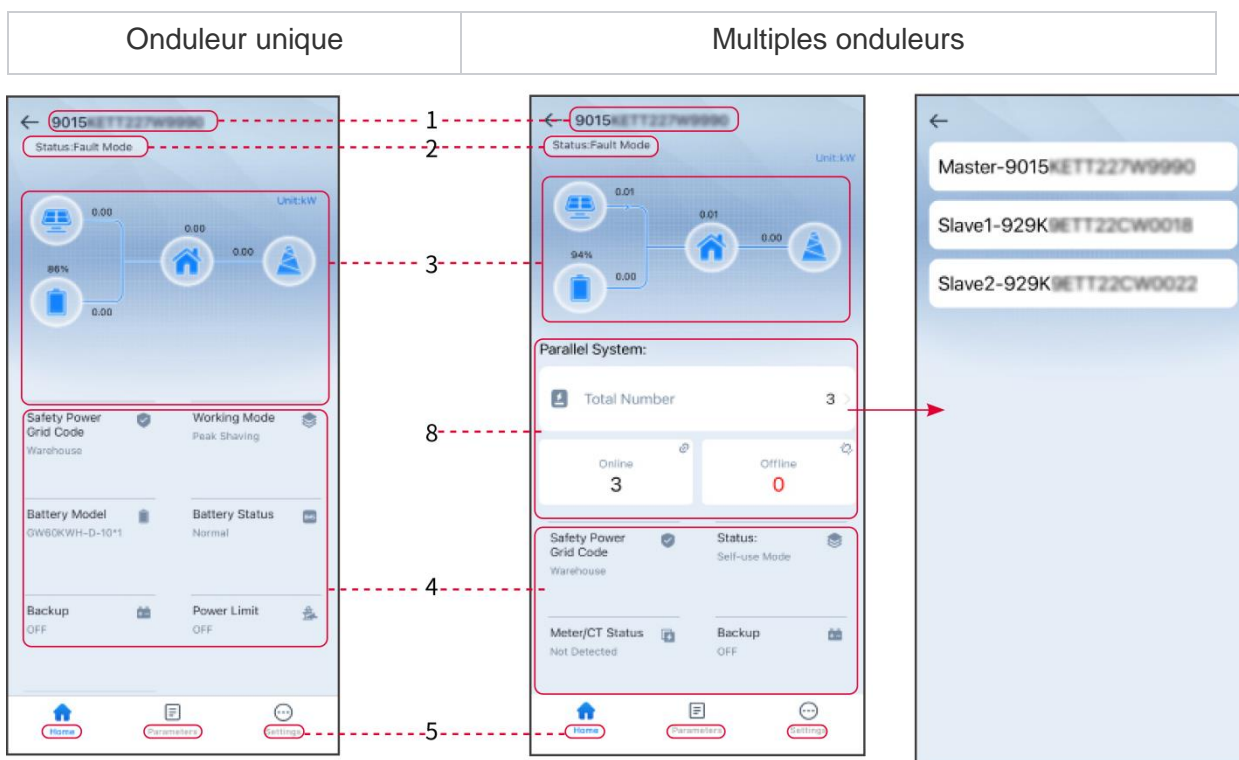 Onduleur unique
Multiples onduleurs
9015
Status:Fault Mode
Unit:kW
0.00
0.00
0.00
86%
0.00
Safety Power
Grid Code
Warehouse
Working Mode
Peak Shaving
Battery Model
GW60KWH-D-10*1
Battery Status
Normal
Backup
OFF
Power Limit
OFF
Home
Parameters
Settings
1
2
3
8
4
5
9015
Status:Fault Mode
Unit:kW
0.01
0.01
0.00
94%
0.00
Parallel System:
Total Number
3
Online
3
Offline
0
Safety Power
Grid Code
Warehouse
Status:
Self-use Mode
Meter/CT Status
Not Detected
Backup
OFF
Home
Parameters
Settings
Master-9015
Slave1-929K
Slave2-929K